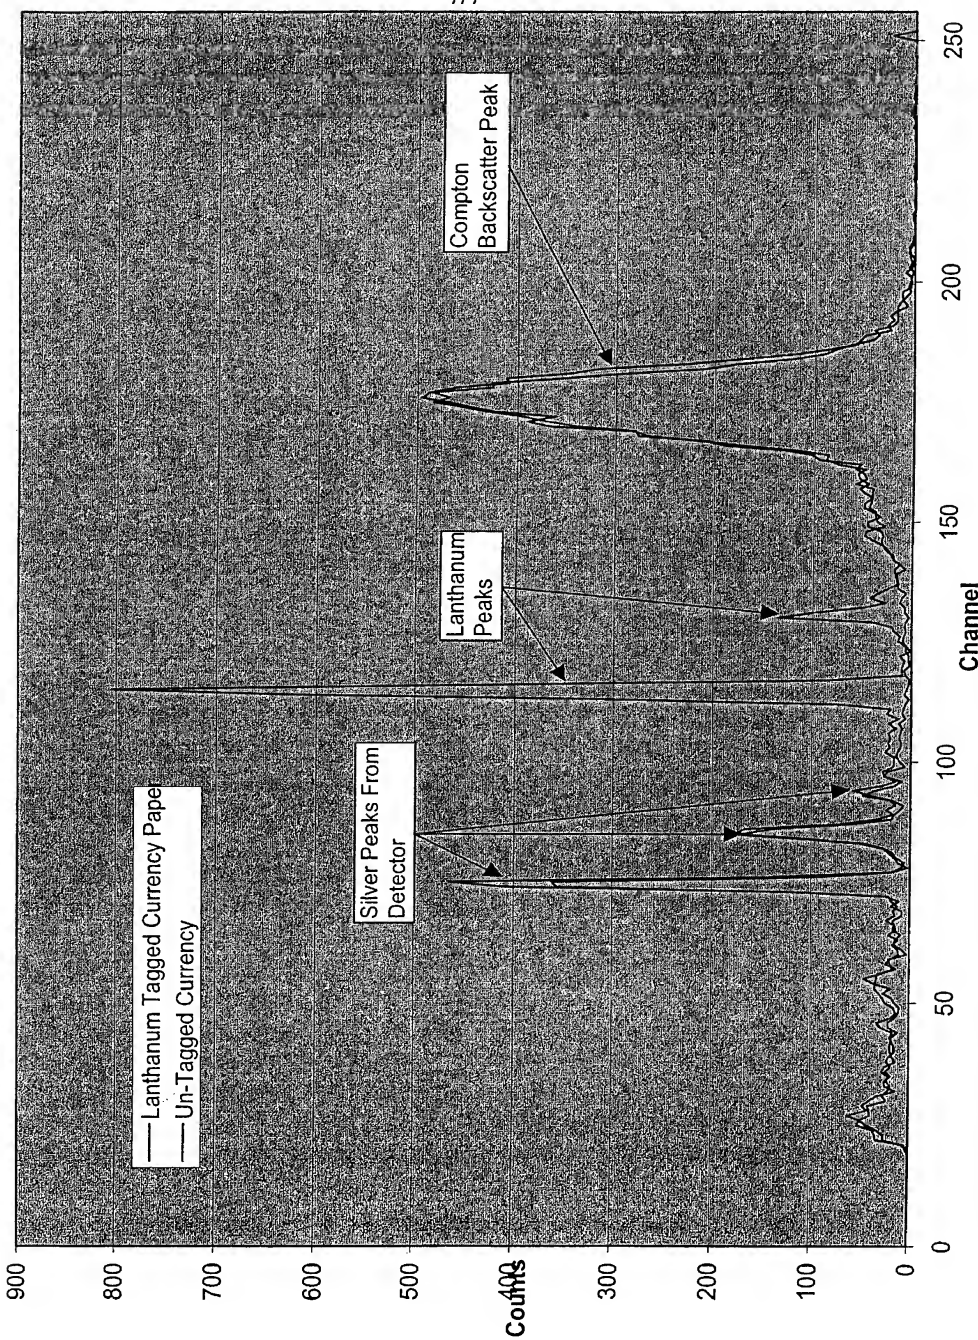 Lanthanum Tagged Currency Paper
Un-Tagged Currency
Silver Peaks From
Detector
Lanthanum
Peaks
Compton
Backscatter Peak
900
800
700
600
500
400
300
200
100
0
Counts
0
50
100
150
200
250
Channel